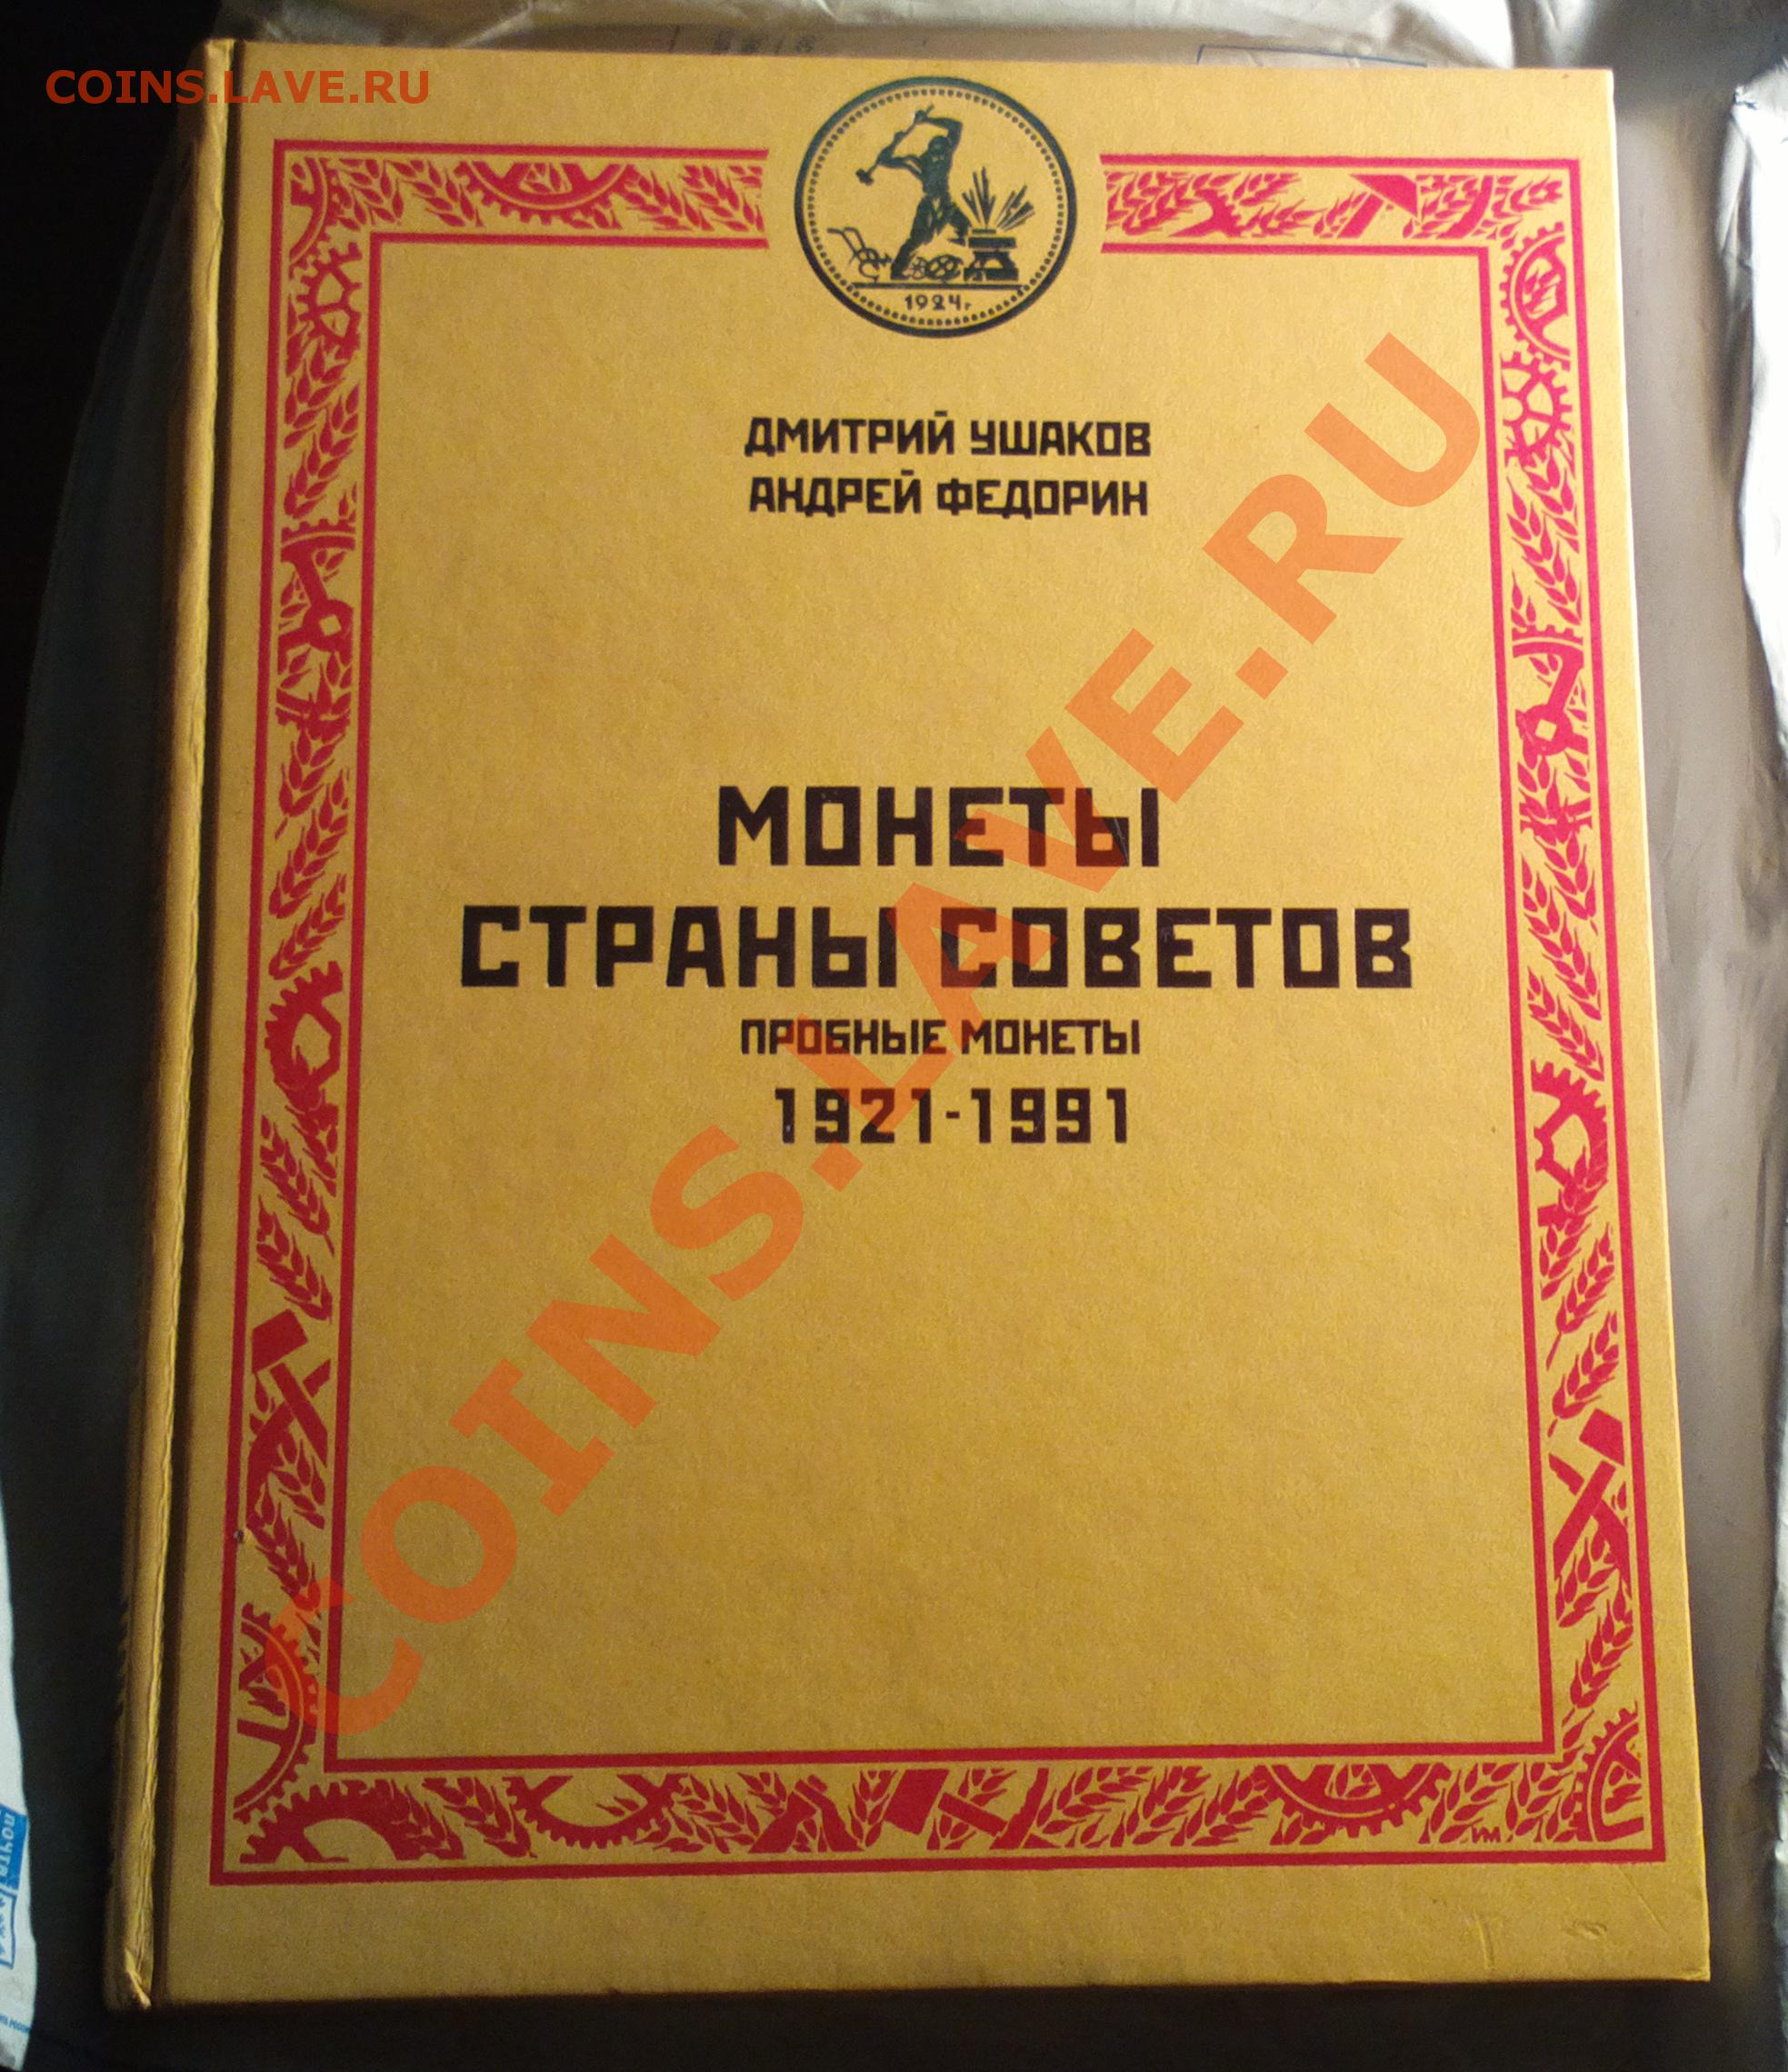 COINS.LAVE.RU
1924г.
ДМИТРИЙ УШАКОВ
АНДРЕЙ ФЕДОРИН
МОНЕТЫ
СТРАНЫ СОВЕТОВ
ПРОБНЫЕ МОНЕТЫ
1921-1991
COINS.LAVE.RU